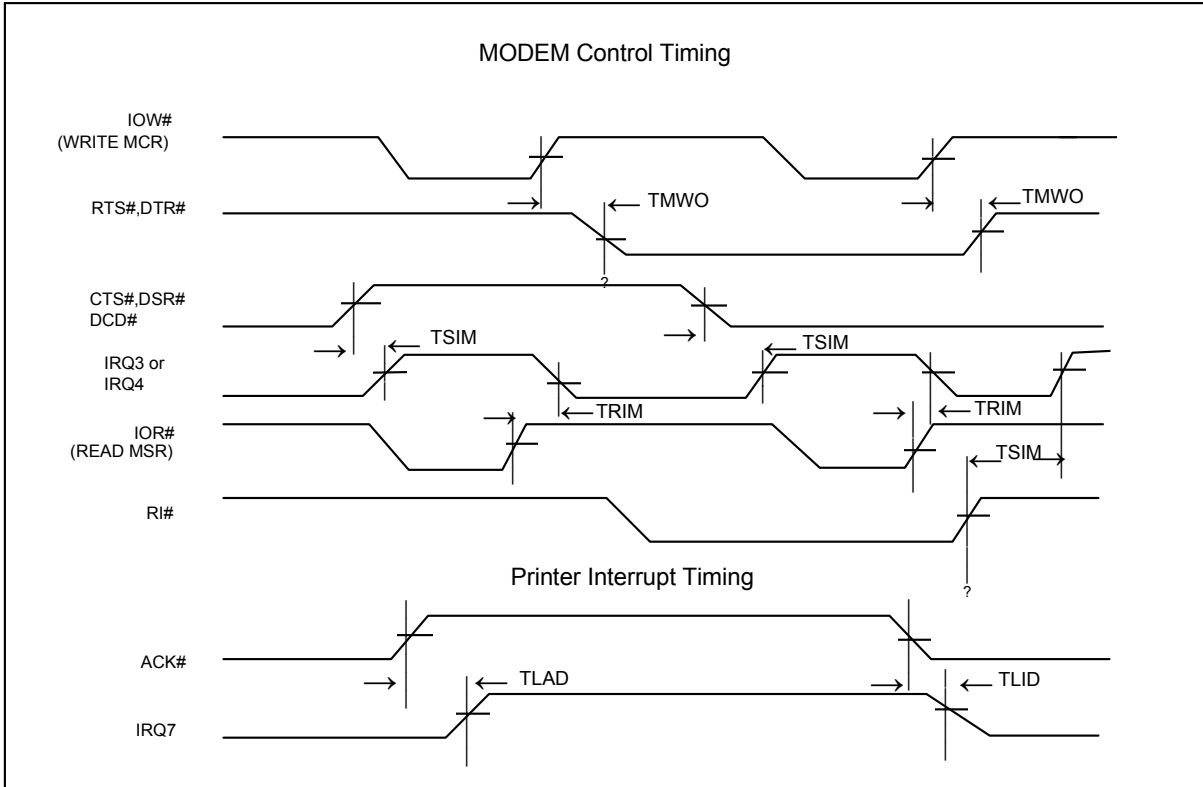 MODEM Control Timing
IOW#
(WRITE MCR)
RTS#,DTR#
TMWO
TMWO
?
CTS#,DSR#
DCD#
TSIM
TSIM
IRQ3 or
IRQ4
TRIM
TRIM
IOR#
(READ MSR)
TSIM
RI#
?
Printer Interrupt Timing
ACK#
TLAD
TLID
IRQ7